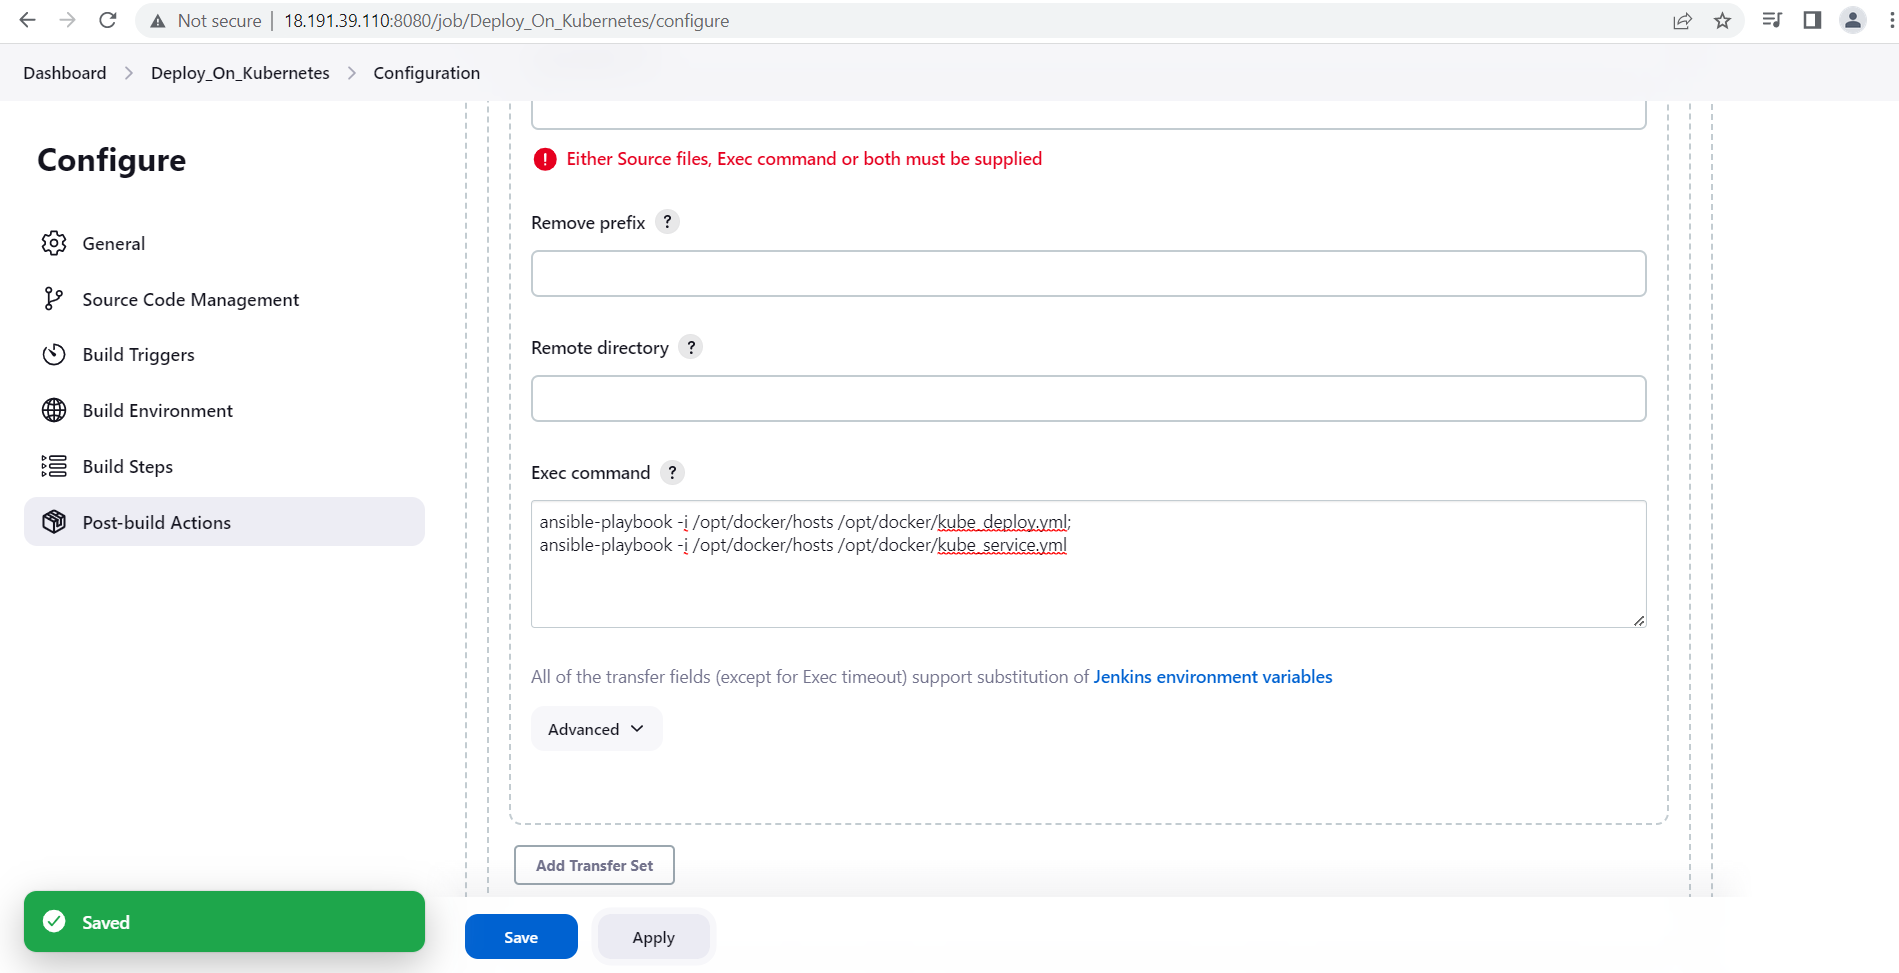 Not secure | 18.191.39.110:8080/job/Deploy_On_Kubernetes/configure
Dashboard > Deploy_On_Kubernetes > Configuration
Configure
General
Source Code Management
Build Triggers
Build Environment
Build Steps
Post-build Actions
! Either Source files, Exec command or both must be supplied
Remove prefix ?
Remote directory ?
Exec command ?
ansible-playbook -i /opt/docker/hosts /opt/docker/kube_deploy.yml;
ansible-playbook -i /opt/docker/hosts /opt/docker/kube_service.yml
All of the transfer fields (except for Exec timeout) support substitution of Jenkins environment variables
Advanced
Add Transfer Set
Saved
Save
Apply